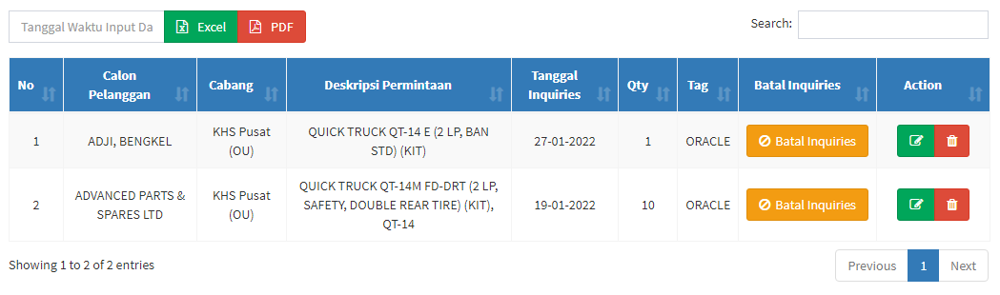 Tanggal Waktu Input Da
Excel
PDF
Search:
No
Calon
Pelanggan
Cabang
Deskripsi Permintaan
Tanggal
Inquiries
Qty
Tag
Batal Inquiries
Action
1
ADJI, BENGKEL
KHS Pusat
(OU)
QUICK TRUCK QT-14 E (2 LP, BAN
STD) (KIT)
27-01-2022
1
ORACLE
Batal Inquiries
2
ADVANCED PARTS &
SPARES LTD
KHS Pusat
(OU)
QUICK TRUCK QT-14M FD-DRT (2 LP,
SAFETY, DOUBLE REAR TIRE) (KIT),
QT-14
19-01-2022
10
ORACLE
Batal Inquiries
Showing 1 to 2 of 2 entries
Previous
1
Next